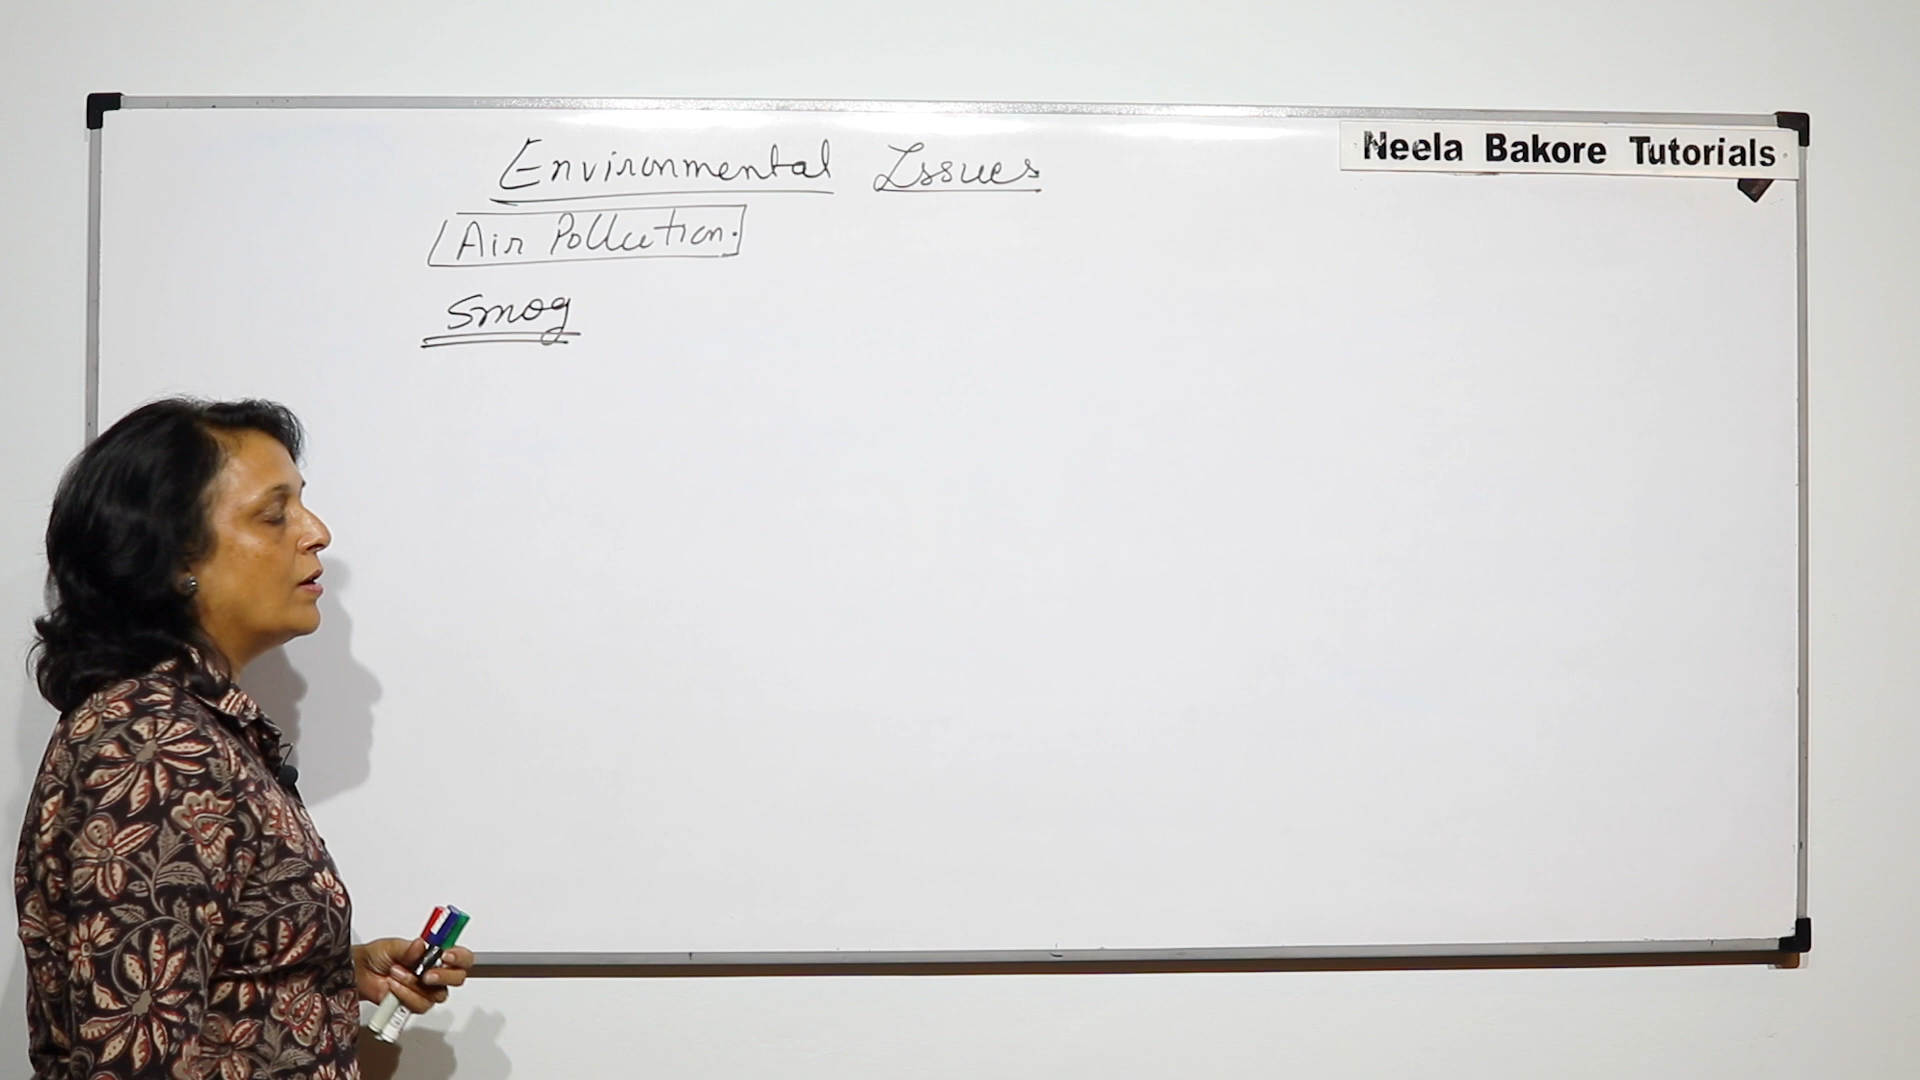 Environmental Issues
Neela Bakore Tutorials
Air Pollution.
Smog